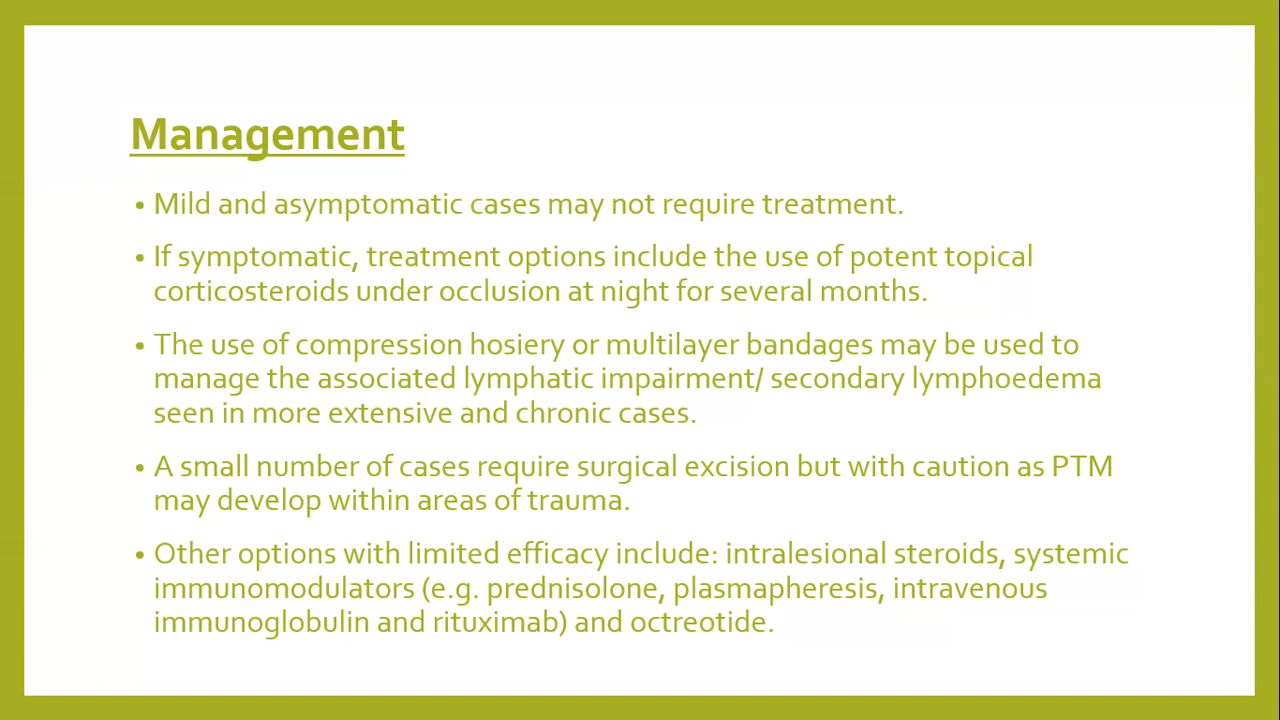 Management
• Mild and asymptomatic cases may not require treatment.
• If symptomatic, treatment options include the use of potent topical
corticosteroids under occlusion at night for several months.
• The use of compression hosiery or multilayer bandages may be used to
manage the associated lymphatic impairment/ secondary lymphoedema
seen in more extensive and chronic cases.
• A small number of cases require surgical excision but with caution as PTM
may develop within areas of trauma.
• Other options with limited efficacy include: intralesional steroids, systemic
immunomodulators (e.g. prednisolone, plasmapheresis, intravenous
immunoglobulin and rituximab) and octreotide.